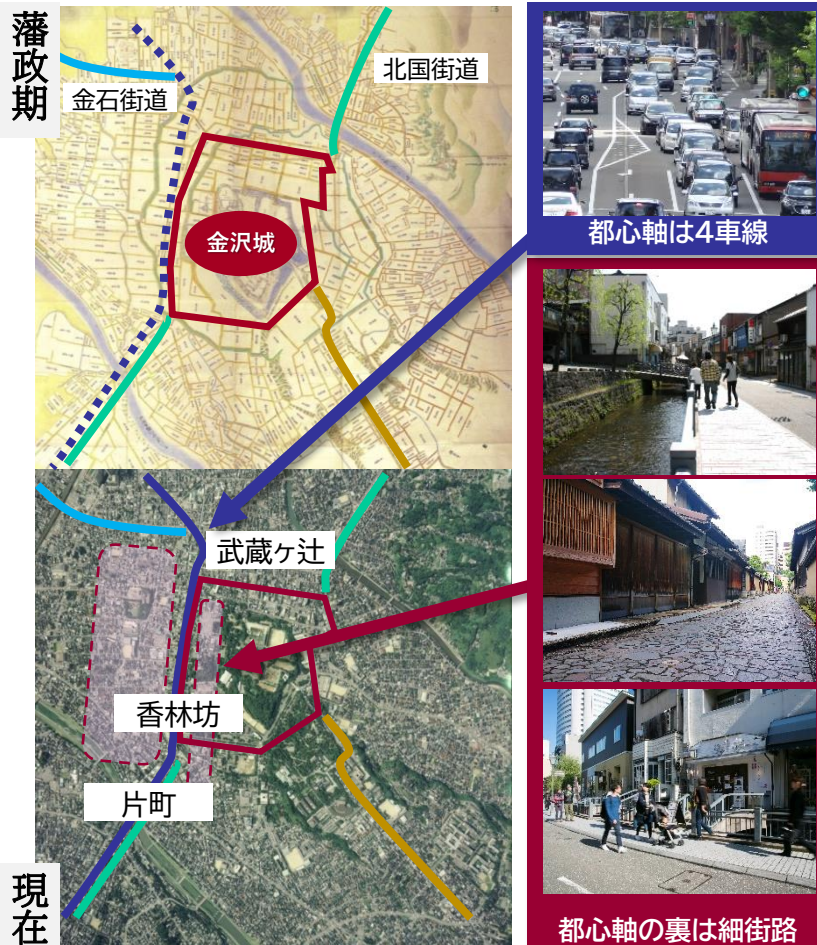 藩政期
金石街道
北国街道
金沢城
都心軸は4車線
武蔵ヶ辻
香林坊
片町
現在
都心軸の裏は細街路